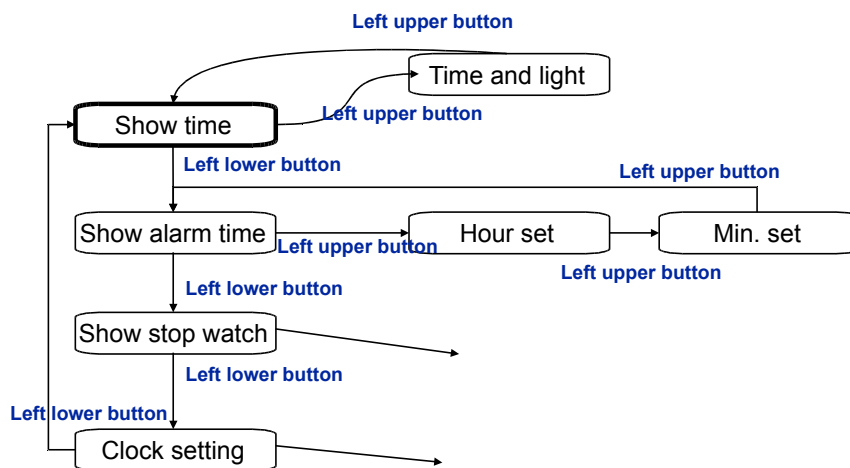 Left upper button
Time and light
Left upper button
Show time
Left lower button
Left upper button
Show alarm time
Left upper button
Hour set
Min. set
Left upper button
Left lower button
Show stop watch
Left lower button
Left lower button
Clock setting